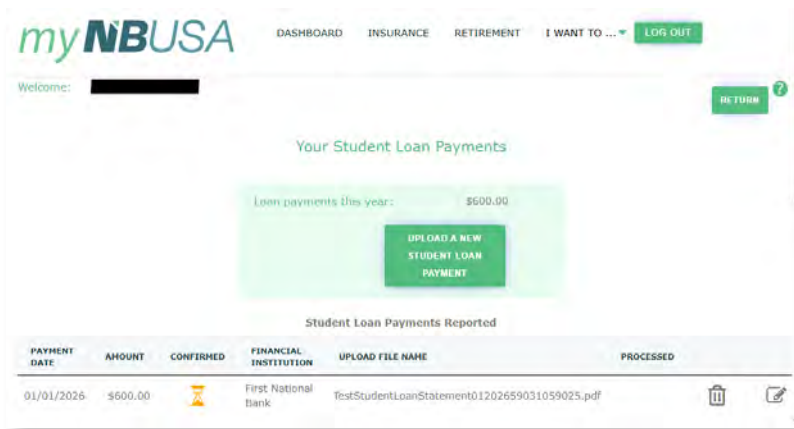 myNBUSA
DASHBOARD INSURANCE RETIREMENT I WANT TO ... LOG OUT
Welcome:
RETURN ?
Your Student Loan Payments
Loan payments this year: $600.00
UPLOAD A NEW
STUDENT LOAN
PAYMENT
Student Loan Payments Reported
PAYMENT DATE AMOUNT CONFIRMED FINANCIAL INSTITUTION UPLOAD FILE NAME PROCESSED
01/01/2026 $600.00 First National Bank TestStudentLoanStatement01202659031059025.pdf